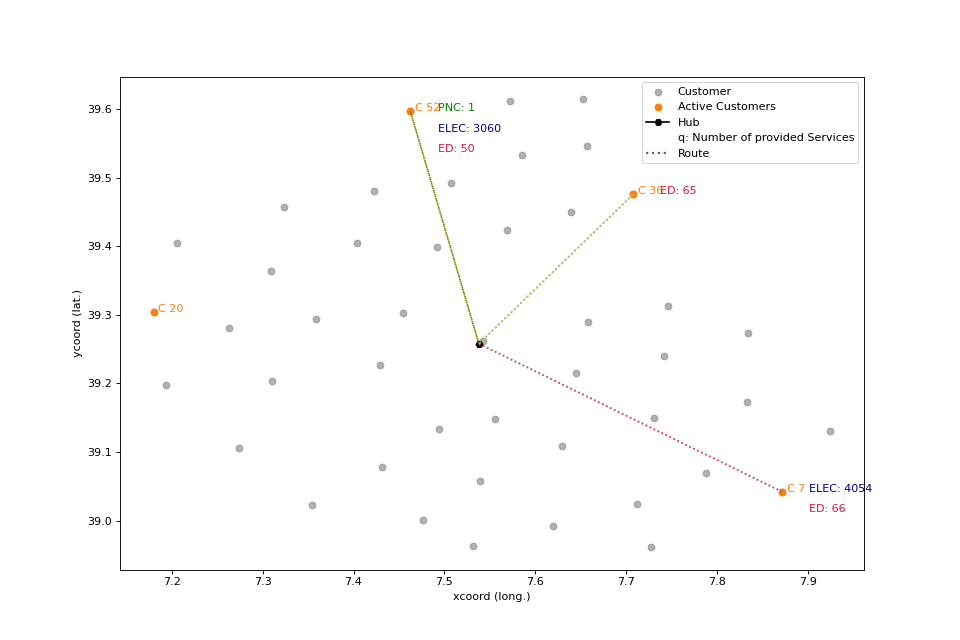 39.6
39.5
39.4
39.3
39.2
39.1
39.0
ycoord (lat.)
7.2
7.3
7.4
7.5
7.6
7.7
7.8
7.9
xcoord (long.)
Customer
Active Customers
Hub
q: Number of provided Services
Route
C 52
PNC: 1
ELEC: 3060
ED: 50
C 36
ED: 65
C 20
C 7
ELEC: 4054
ED: 66